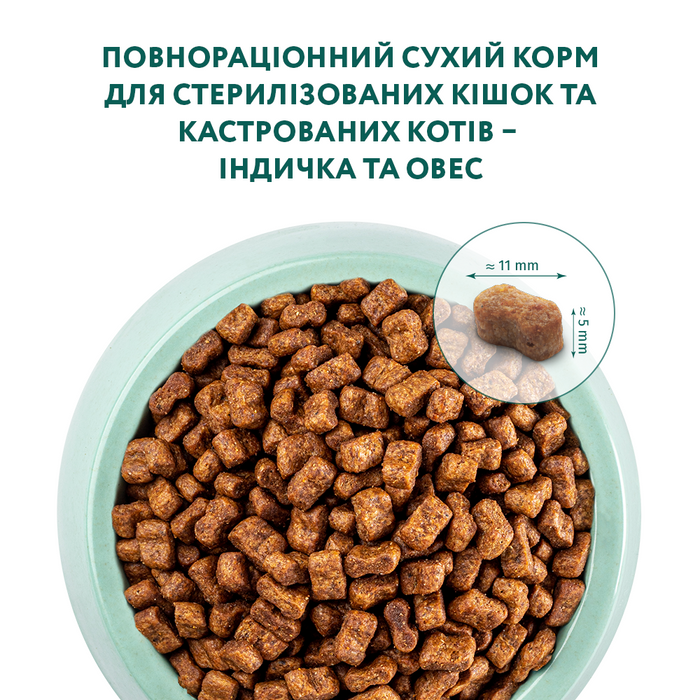 ПОВНОРАЦІОННИЙ СУХИЙ КОРМ
ДЛЯ СТЕРИЛІЗОВАНИХ КІШОК ТА
КАСТРОВАНИХ КОТІВ –
ІНДИЧКА ТА ОВЕС
≈ 11 mm
≈ 5 mm